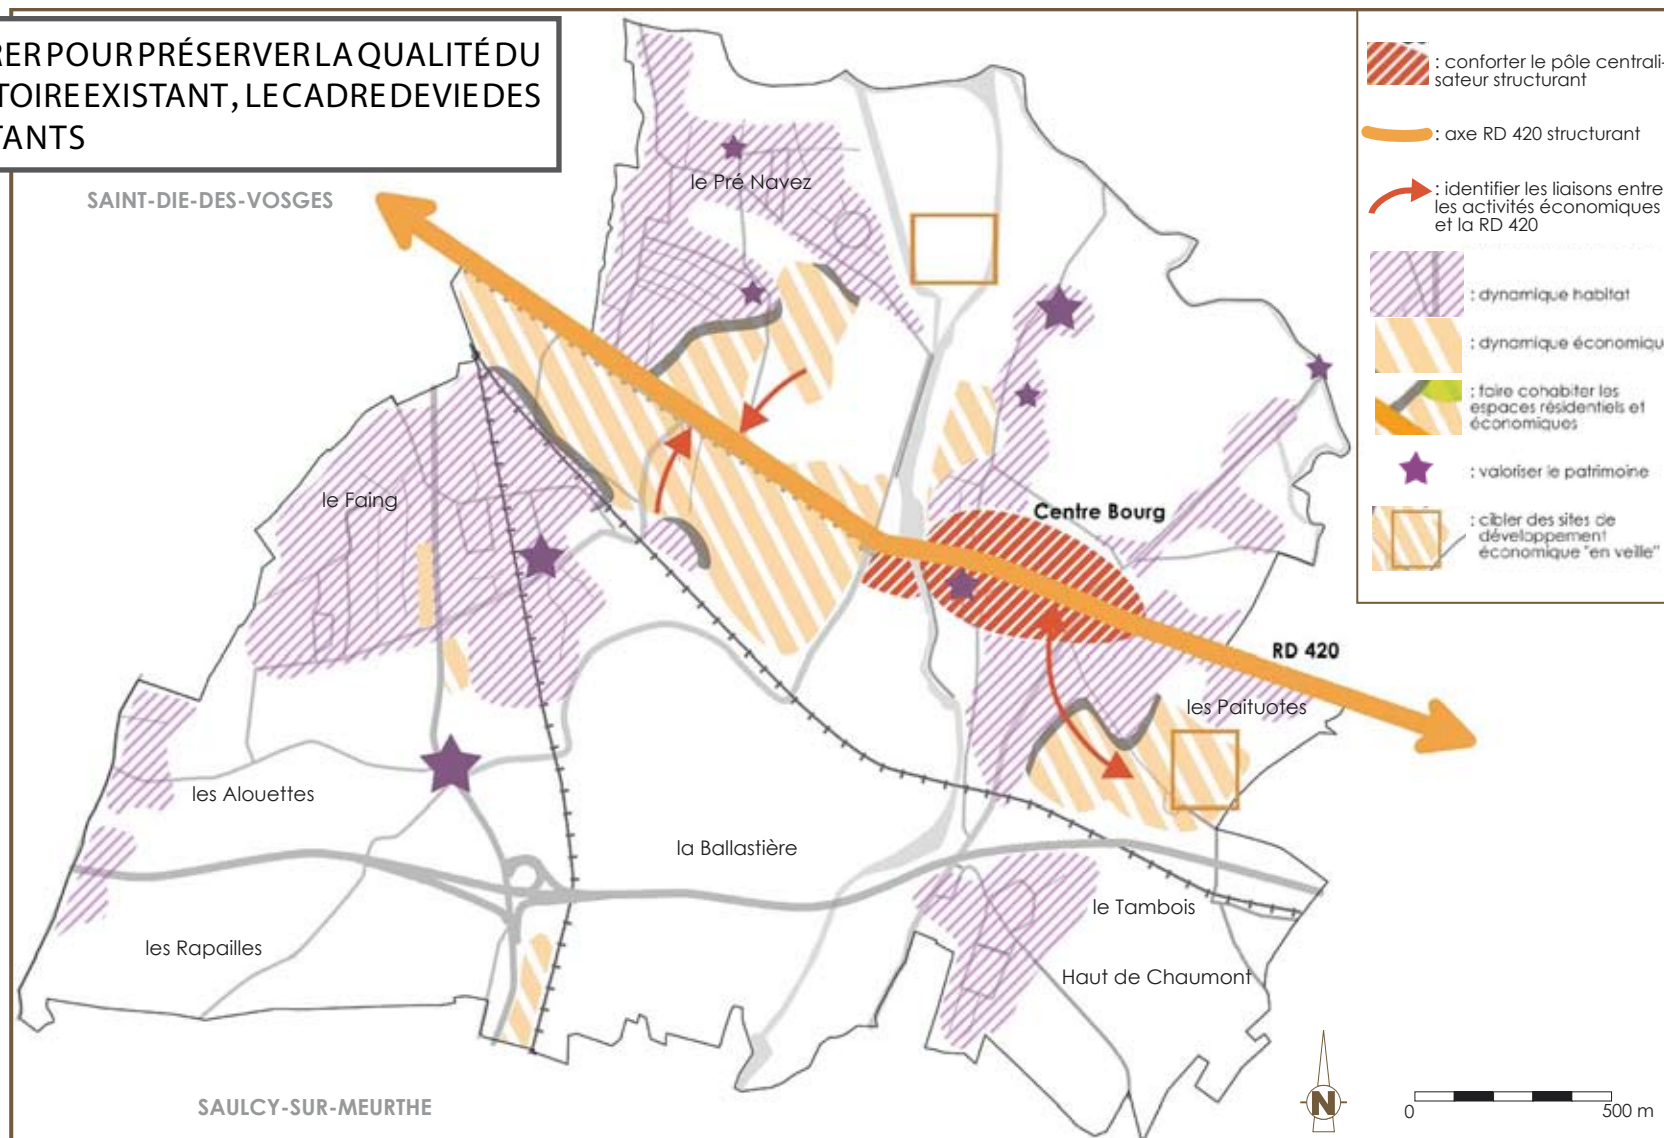 RER POUR PRÉSERVER LA QUALITÉ DU
TOIRE EXISTANT, LE CADRE DE VIE DES
TANTS
SAINT-DIE-DES-VOSGES
le Pré Navez
le Faing
Centre Bourg
RD 420
les Paituotes
les Alouettes
la Ballastière
le Tambois
les Rapailles
Haut de Chaumont
SAULCY-SUR-MEURTHE
: conforter le pôle centrali-
sateur structurant
: axe RD 420 structurant
: identifier les liaisons entre
les activités économiques
et la RD 420
: dynamique habitat
: dynamique économiqu
: faire cohabiter les
espaces résidentiels et
économiques
: valoriser le patrimoine
: cibler des sites de
développement
économique "en veille"
N
0 500 m